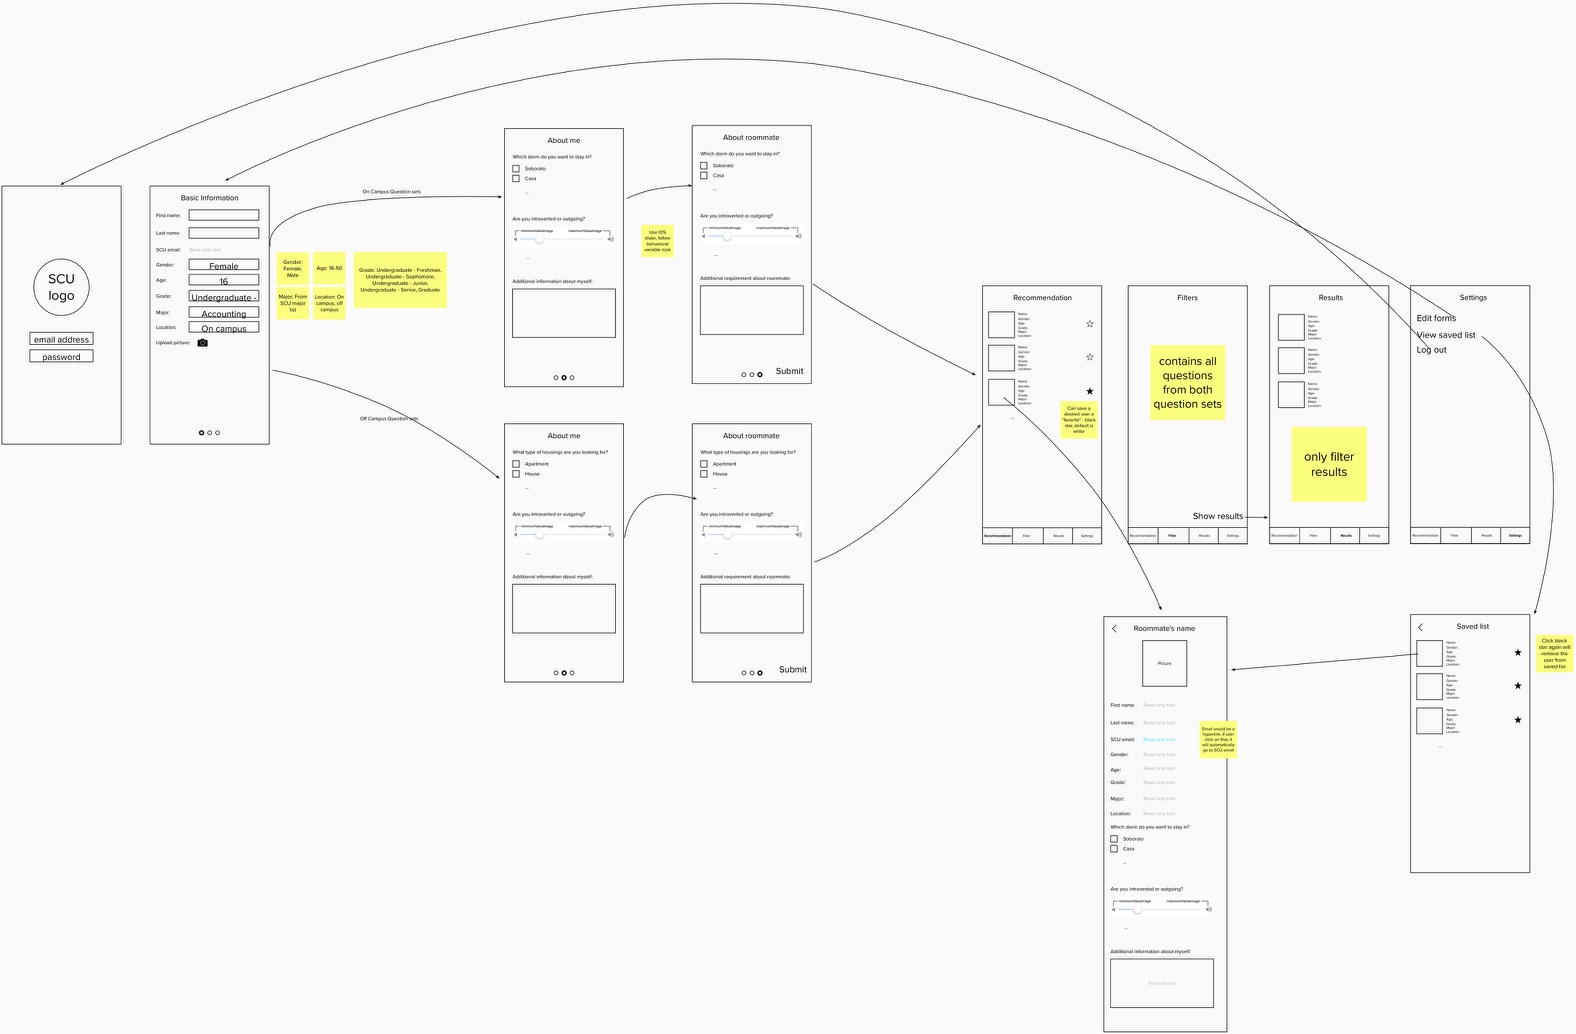 SCU
logo
email address
password
Basic Information
First name:
Last name:
SCU email: Read only text
Gender: Female
Age: 16
Grade: Undergraduate -
Major: Accounting
Location: On campus
Upload picture:
On Campus Question sets
Off Campus Question sets
Gender:
Female,
Male
Age: 16-50
Major: From
SCU major
list
Location: On
campus, off
campus
Grade: Undergraduate - Freshman,
Undergraduate - Sophomore,
Undergraduate - Junior,
Undergraduate - Senior, Graduate
About me
Which dorm do you want to stay in?
Soborato
Casa
...
Are you introverted or outgoing?
minimumValueImage maximumValueImage
...
Additional information about myself:
Use IOS
slider, follow
behavioral
variable look
About roommate
Which dorm do you want to stay in?
Soborato
Casa
...
Are you introverted or outgoing?
minimumValueImage maximumValueImage
...
Additional requirement about roommate:
Submit
About me
What type of housings are you looking for?
Apartment
House
...
Are you introverted or outgoing?
minimumValueImage maximumValueImage
...
Additional information about myself:
About roommate
What type of housings are you looking for?
Apartment
House
...
Are you introverted or outgoing?
minimumValueImage maximumValueImage
...
Additional requirement about roommate:
Submit
Recommendation
Name:
Gender:
Age:
Grade:
Major:
Location:
Name:
Gender:
Age:
Grade:
Major:
Location:
Name:
Gender:
Age:
Grade:
Major:
Location:
...
Can save a
desired user a
"favorite" - black
star, default is
white
Recommendation Filter Results Settings
Filters
contains all
questions
from both
question sets
Show results
Recommendation Filter Results Settings
Results
Name:
Gender:
Age:
Grade:
Major:
Location:
Name:
Gender:
Age:
Grade:
Major:
Location:
Name:
Gender:
Age:
Grade:
Major:
Location:
only filter
results
Recommendation Filter Results Settings
Settings
Edit forms
View saved list
Log out
Recommendation Filter Results Settings
Roommate's name
Picture
First name: Read only text
Last name: Read only text
SCU email: Read only text
Gender: Read only text
Age: Read only text
Grade: Read only text
Major: Read only text
Location: Read only text
Which dorm do you want to stay in?
Soborato
Casa
...
Are you introverted or outgoing?
minimumValueImage maximumValueImage
...
Additional information about myself:
Read only text
Email would be a
hyperlink, if user
click on that, it
will automatically
go to SCU email
Saved list
Name:
Gender:
Age:
Grade:
Major:
Location:
Name:
Gender:
Age:
Grade:
Major:
Location:
Name:
Gender:
Age:
Grade:
Major:
Location:
...
Click black
star again will
remove the
user from
saved list